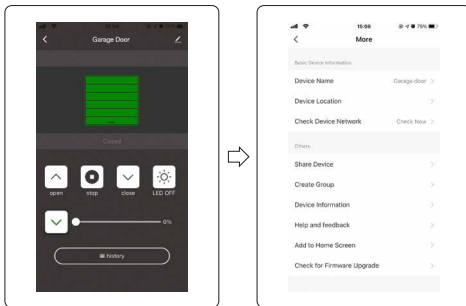 Garage Door
Closed
open
stop
close
LED OFF
0%
history
15:06
75%
More
Basic Device Information
Device Name
Garage door
Device Location
Check Device Network
Check Now
Others
Share Device
Create Group
Device Information
Help and feedback
Add to Home Screen
Check for Firmware Upgrade